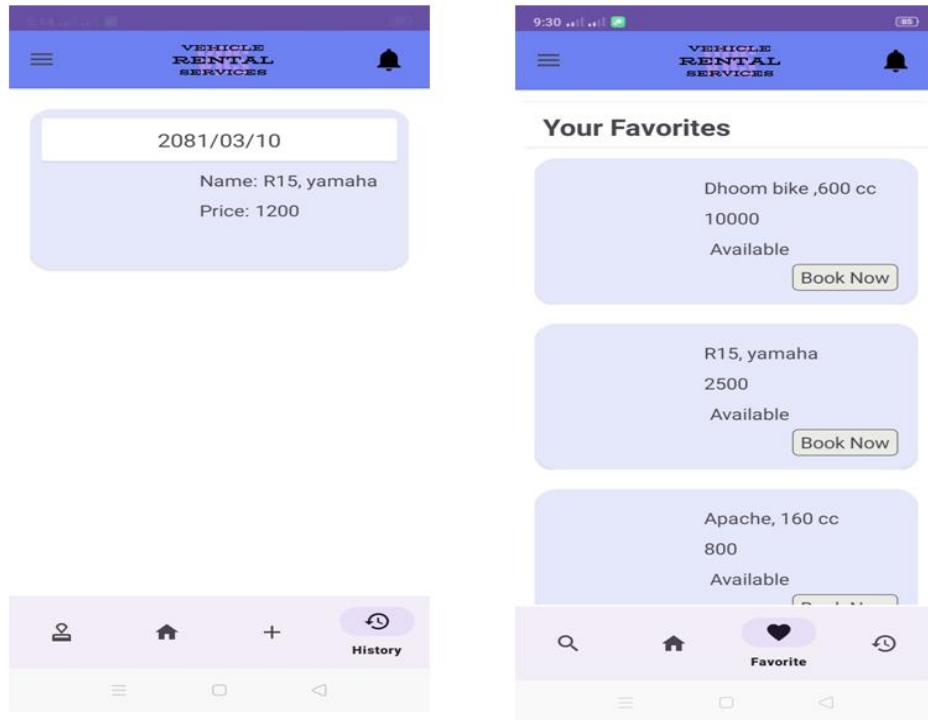 VEHICLE
RENTAL
SERVICES
2081/03/10
Name: R15, yamaha
Price: 1200
History
9:30
85
VEHICLE
RENTAL
SERVICES
Your Favorites
Dhoom bike ,600 cc
10000
Available
Book Now
R15, yamaha
2500
Available
Book Now
Apache, 160 cc
800
Available
Favorite